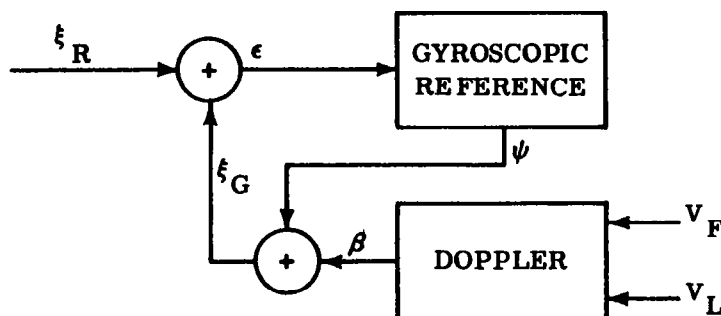 ξR
+
ϵ
GYROSCOPIC
REFERENCE
ψ
ξG
+
β
DOPPLER
VF
VL